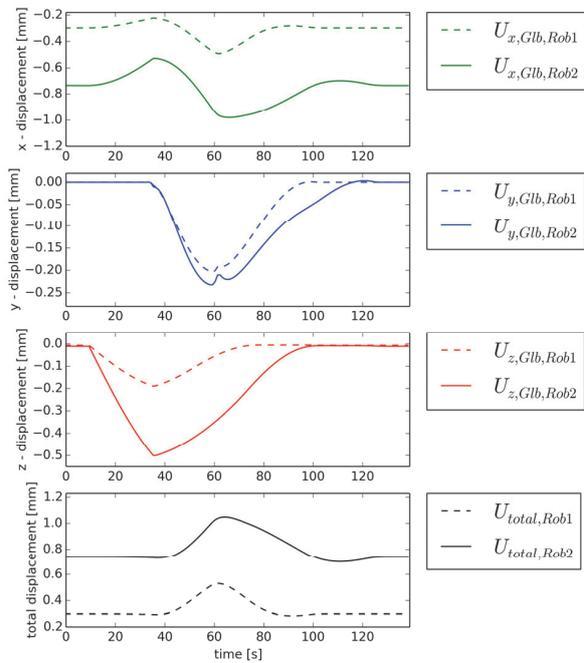 x - displacement [mm]
−0.2
−0.4
−0.6
−0.8
−1.0
−1.2
0 20 40 60 80 100 120
U_{x,Glb,Rob1}
U_{x,Glb,Rob2}
y - displacement [mm]
0.00
−0.05
−0.10
−0.15
−0.20
−0.25
0 20 40 60 80 100 120
U_{y,Glb,Rob1}
U_{y,Glb,Rob2}
z - displacement [mm]
0.0
−0.1
−0.2
−0.3
−0.4
−0.5
0 20 40 60 80 100 120
U_{z,Glb,Rob1}
U_{z,Glb,Rob2}
total displacement [mm]
1.2
1.0
0.8
0.6
0.4
0.2
0 20 40 60 80 100 120
time [s]
U_{total,Rob1}
U_{total,Rob2}